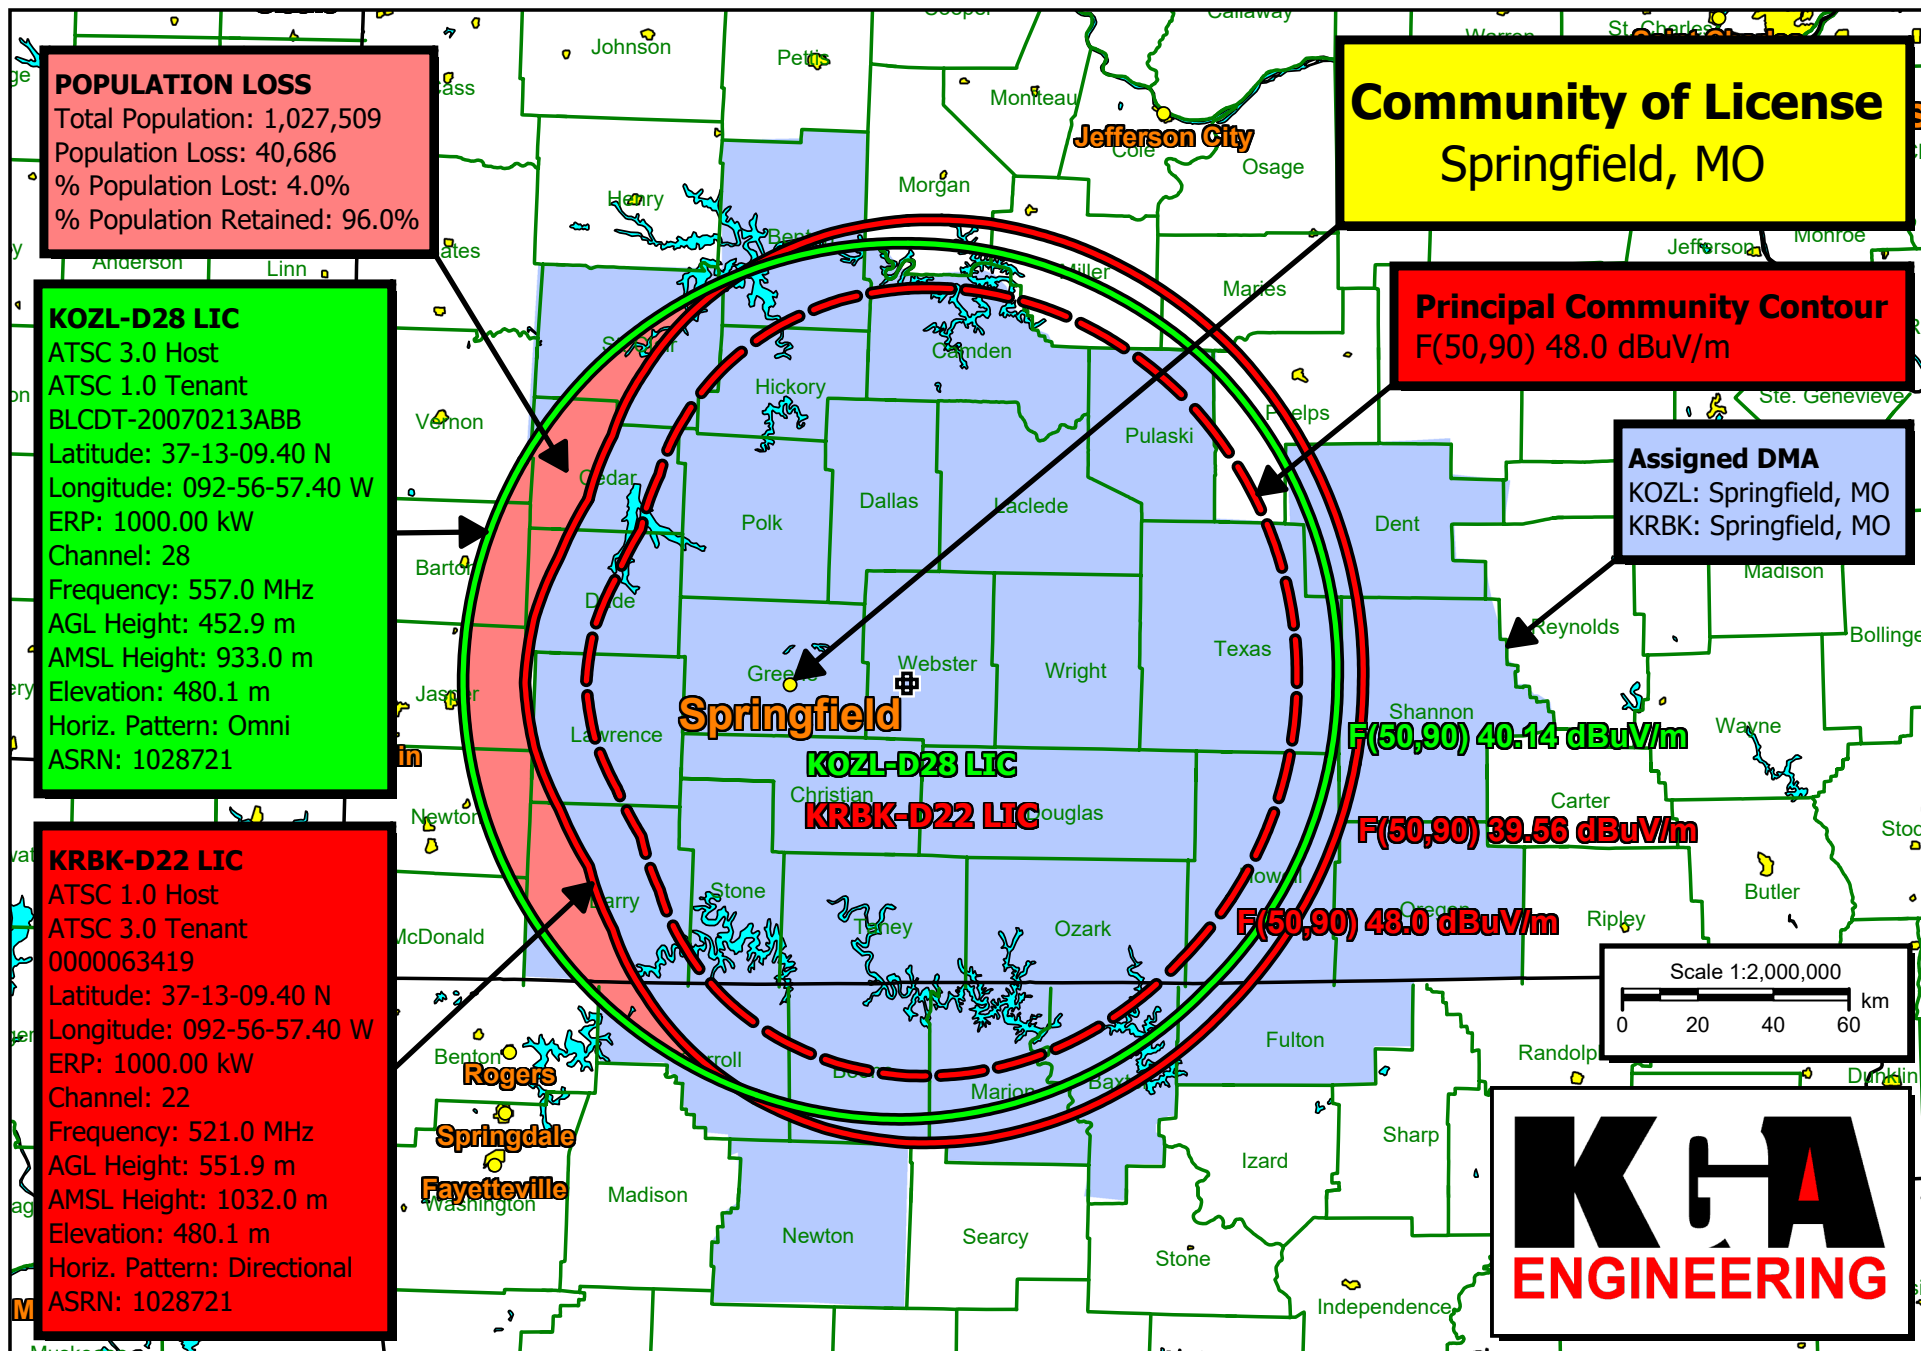 POPULATION LOSS
Total Population: 1,027,509
Population Loss: 40,686
% Population Lost: 4.0%
% Population Retained: 96.0%
Community of License
Springfield, MO
Principal Community Contour
F(50,90) 48.0 dBuV/m
Assigned DMA
KOZL: Springfield, MO
KRBK: Springfield, MO
KOZL-D28 LIC
ATSC 3.0 Host
ATSC 1.0 Tenant
BLCDT-20070213ABB
Latitude: 37-13-09.40 N
Longitude: 092-56-57.40 W
ERP: 1000.00 kW
Channel: 28
Frequency: 557.0 MHz
AGL Height: 452.9 m
AMSL Height: 933.0 m
Elevation: 480.1 m
Horiz. Pattern: Omni
ASRN: 1028721
KRBK-D22 LIC
ATSC 1.0 Host
ATSC 3.0 Tenant
0000063419
Latitude: 37-13-09.40 N
Longitude: 092-56-57.40 W
ERP: 1000.00 kW
Channel: 22
Frequency: 521.0 MHz
AGL Height: 551.9 m
AMSL Height: 1032.0 m
Elevation: 480.1 m
Horiz. Pattern: Directional
ASRN: 1028721
Johnson
Pettis
Moniteau
Callaway
Jefferson City
Cole
Osage
Henry
Morgan
Anderson
Linn
Miller
Maries
Jefferson
Monroe
Camden
Hickory
Vernon
Phelps
Pulaski
Ste. Genevieve
Cedar
Polk
Dallas
Laclede
Dent
Barton
Dade
Madison
Reynolds
Texas
Greene
Webster
Wright
Jasper
Springfield
Lawrence
Shannon
Wayne
F(50,90) 40.14 dBuV/m
KOZL-D28 LIC
Christian
KRBK-D22 LIC
Douglas
Carter
F(50,90) 39.56 dBuV/m
Newton
Stone
Barry
Howell
Butler
Taney
Ozark
Oregon
Ripley
F(50,90) 48.0 dBuV/m
McDonald
Scale 1:2,000,000
0 20 40 60 km
Benton
Rogers
Marion
Fulton
Springdale
Sharp
Izard
Fayetteville
Washington
Madison
Newton
Searcy
Stone
Independence
KGA
ENGINEERING